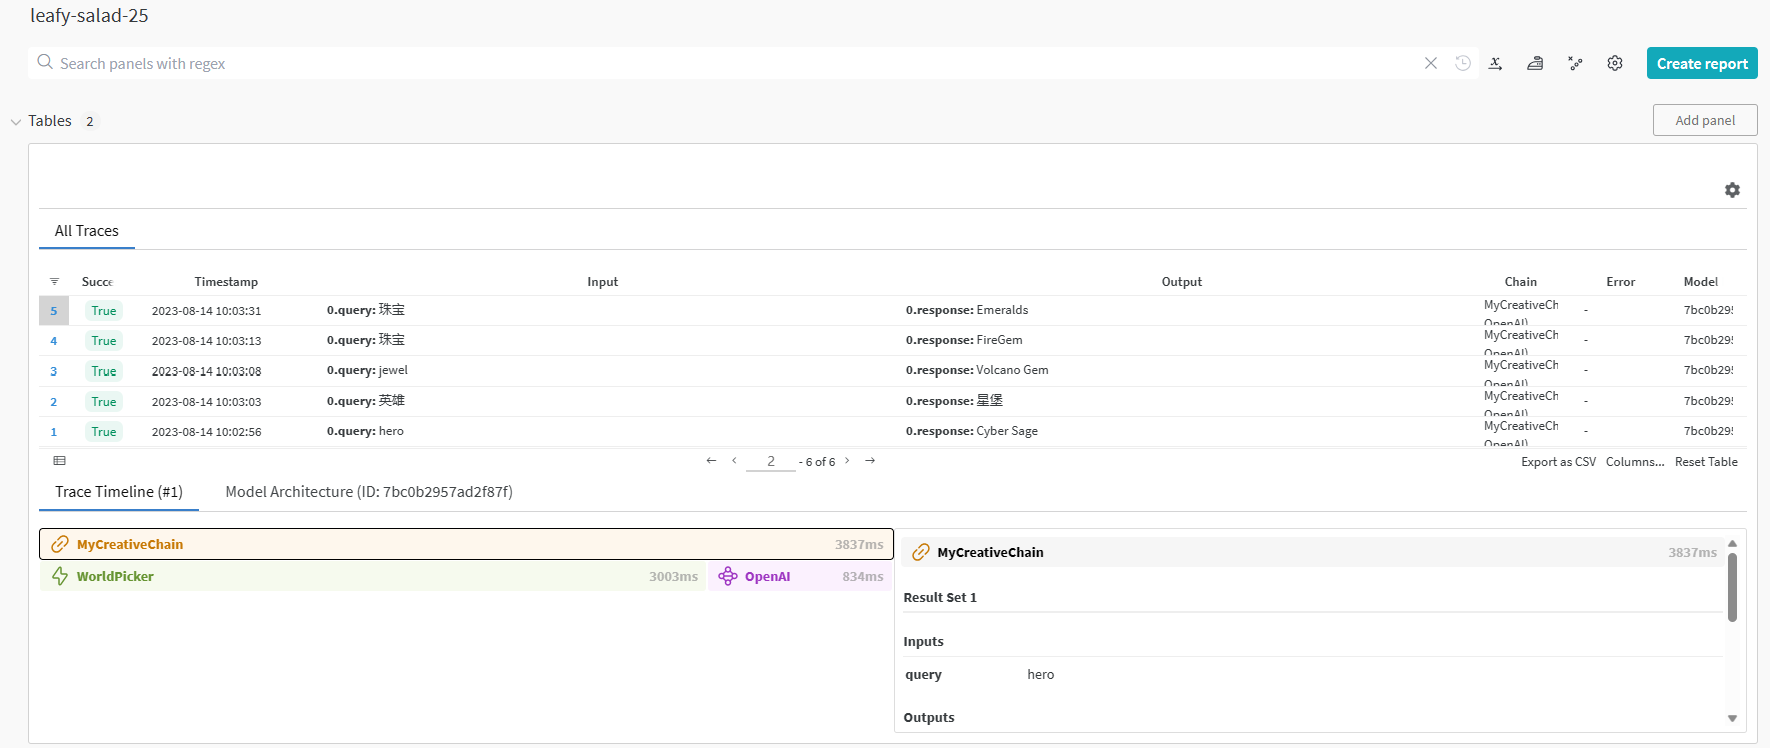 leafy-salad-25
Search panels with regex
Create report
Tables 2
Add panel
All Traces
Succe Timestamp Input Output Chain Error Model
5 True 2023-08-14 10:03:31 0.query: 珠宝 0.response: Emeralds MyCreativeCh OpenAI) - 7bc0b29
4 True 2023-08-14 10:03:13 0.query: 珠宝 0.response: FireGem MyCreativeCh OpenAI) - 7bc0b29
3 True 2023-08-14 10:03:08 0.query: jewel 0.response: Volcano Gem MyCreativeCh OpenAI) - 7bc0b29
2 True 2023-08-14 10:03:03 0.query: 英雄 0.response: 星堡 MyCreativeCh OpenAI) - 7bc0b29
1 True 2023-08-14 10:02:56 0.query: hero 0.response: Cyber Sage MyCreativeCh OpenAI) - 7bc0b29
← ‹ 2 - 6 of 6 › → Export as CSV Columns... Reset Table
Trace Timeline (#1) Model Architecture (ID: 7bc0b2957ad2f87f)
MyCreativeChain 3837ms
WorldPicker 3003ms OpenAI 834ms
MyCreativeChain 3837ms
Result Set 1
Inputs
query hero
Outputs